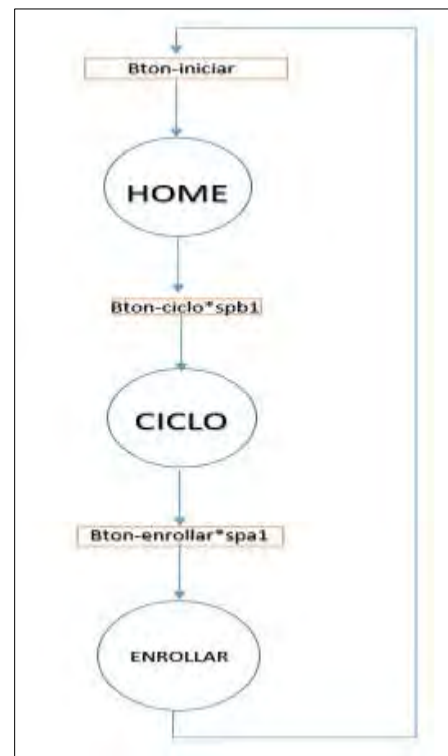 Bton-iniciar
HOME
Bton-ciclo*spb1
CICLO
Bton-enrollar*spa1
ENROLLAR